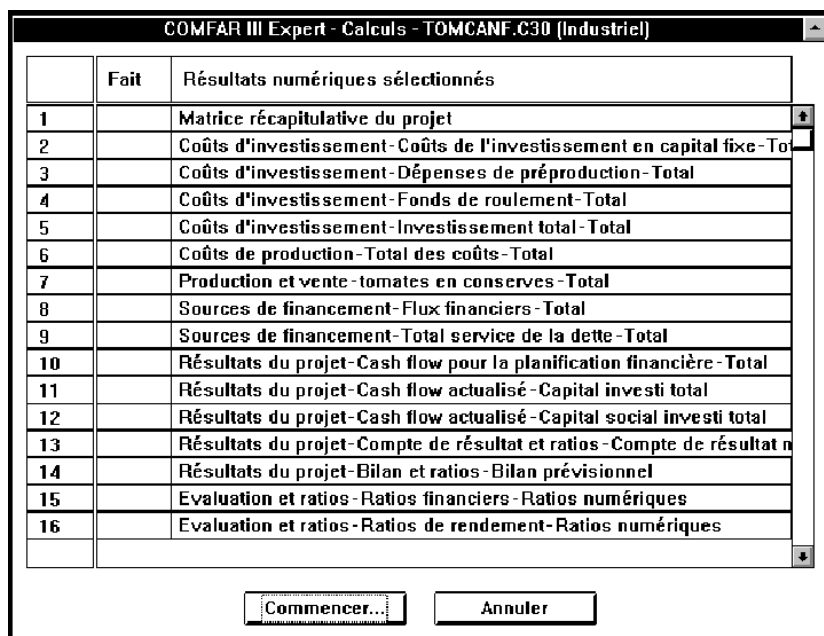 COMFAR III Expert - Calculs - TOMCANF.C30 (Industriel)
Fait Résultats numériques sélectionnés
1 Matrice récapitulative du projet
2 Coûts d'investissement-Coûts de l'investissement en capital fixe-Tot
3 Coûts d'investissement-Dépenses de préproduction-Total
4 Coûts d'investissement-Fonds de roulement-Total
5 Coûts d'investissement-Investissement total-Total
6 Coûts de production-Total des coûts-Total
7 Production et vente-tomates en conserves-Total
8 Sources de financement-Flux financiers-Total
9 Sources de financement-Total service de la dette-Total
10 Résultats du projet-Cash flow pour la planification financière-Total
11 Résultats du projet-Cash flow actualisé-Capital investi total
12 Résultats du projet-Cash flow actualisé-Capital social investi total
13 Résultats du projet-Compte de résultat et ratios-Compte de résultat n
14 Résultats du projet-Bilan et ratios-Bilan prévisionnel
15 Evaluation et ratios-Ratios financiers-Ratios numériques
16 Evaluation et ratios-Ratios de rendement-Ratios numériques
Commencer... Annuler